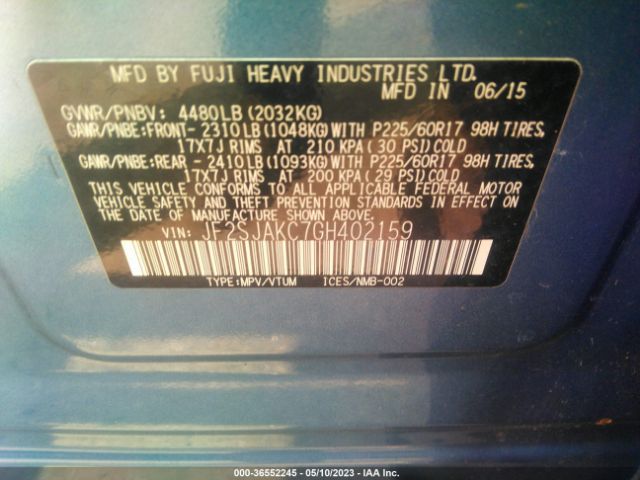 MFD BY FUJI HEAVY INDUSTRIES LTD.
MFD IN 06/15
GVWR/PNBV: 4480LB (2032KG)
GAWR/PNBE:FRONT- 2310LB (1048KG) WITH P225/60R17 98H TIRES,
17X7J RIMS AT 210 KPA ( 30 PSI) COLD
GAWR/PNBE:REAR - 2410LB (1093KG) WITH P225/60R17 98H TIRES,
17X7J RIMS AT 200 KPA ( 29 PSI) COLD
THIS VEHICLE CONFORMS TO ALL APPLICABLE FEDERAL MOTOR
VEHICLE SAFETY AND THEFT PREVENTION STANDARDS IN EFFECT ON
THE DATE OF MANUFACTURE SHOWN ABOVE.
VIN: JF2SJAKC7GH402159
TYPE:MPV/VTUM ICES/NMB-002
000-36552245 - 05/10/2023 - IAA Inc.